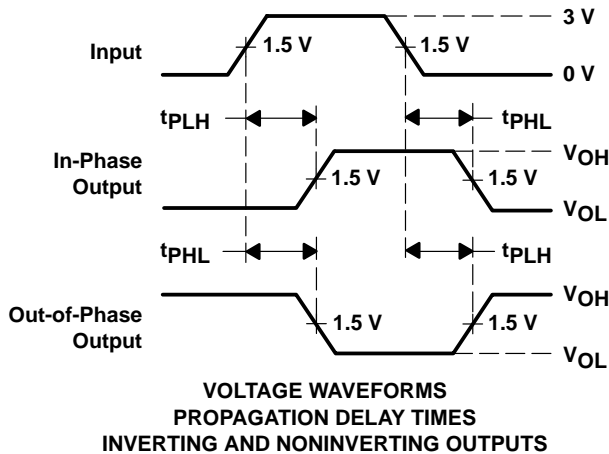 3 V
Input
1.5 V
1.5 V
0 V
tPLH
tPHL
In-Phase
Output
VOH
1.5 V
1.5 V
VOL
tPHL
tPLH
Out-of-Phase
Output
VOH
1.5 V
1.5 V
VOL
VOLTAGE WAVEFORMS
PROPAGATION DELAY TIMES
INVERTING AND NONINVERTING OUTPUTS